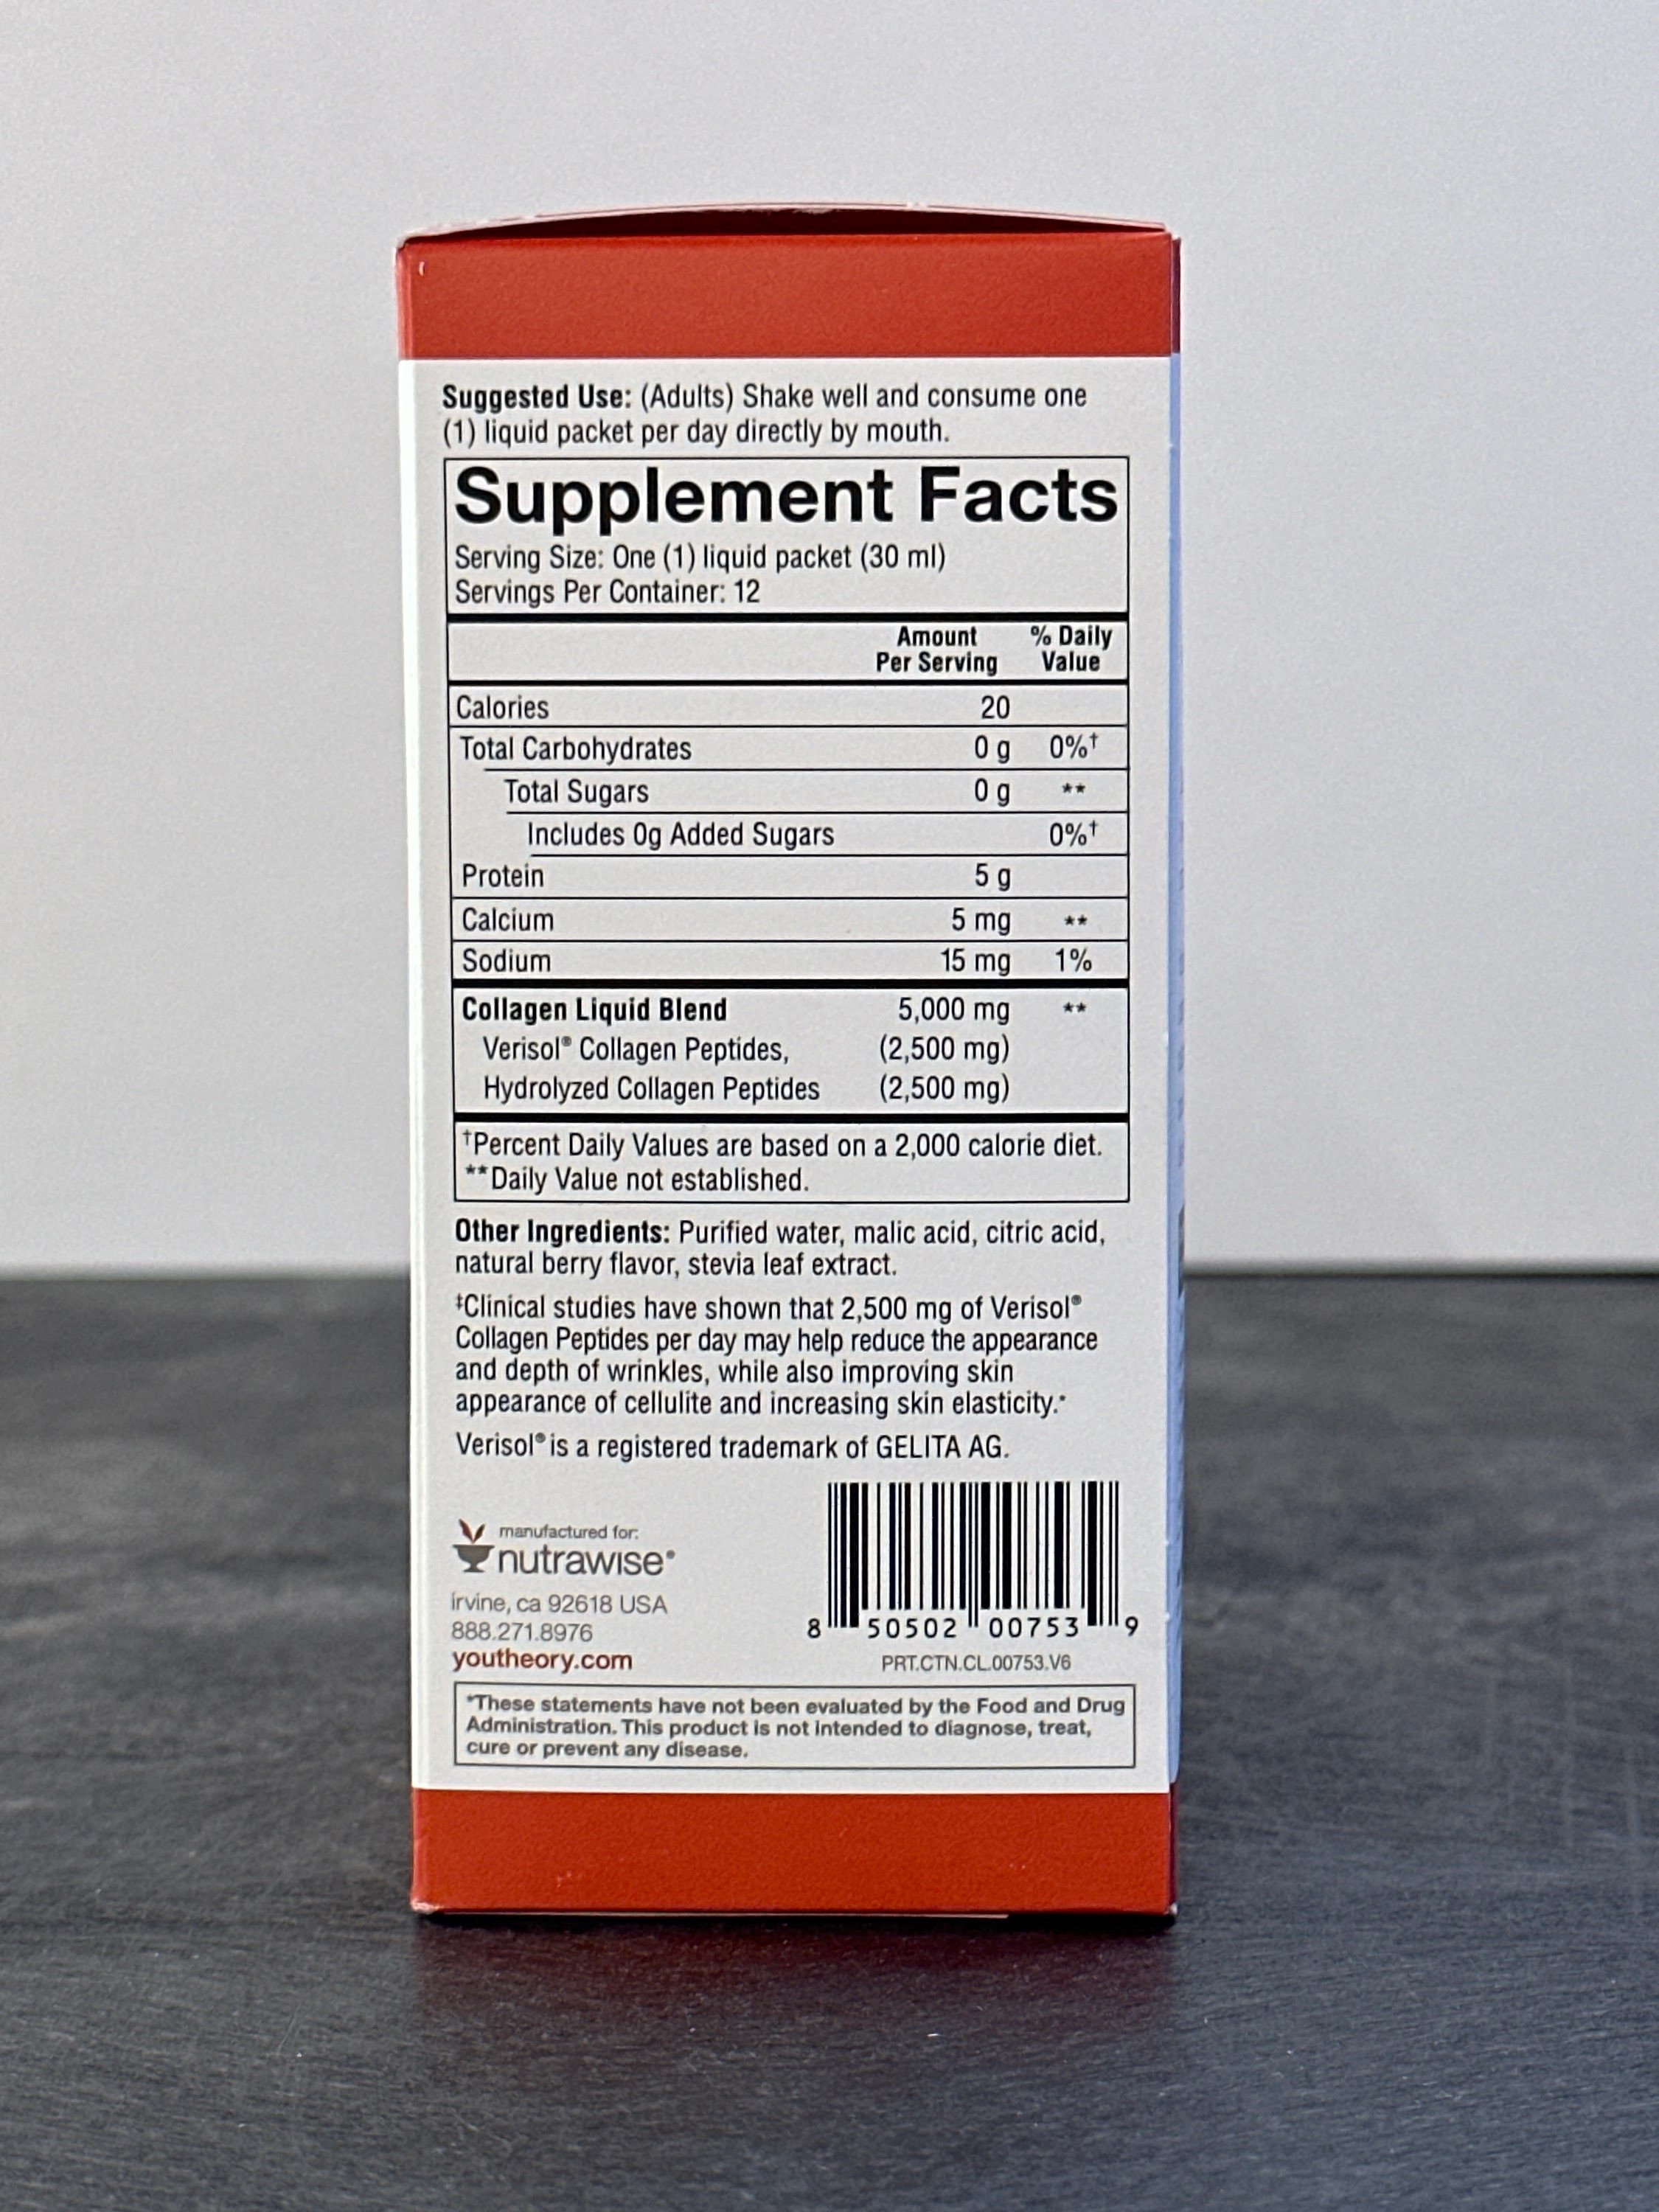 Suggested Use: (Adults) Shake well and consume one
(1) liquid packet per day directly by mouth.
Supplement Facts
Serving Size: One (1) liquid packet (30 ml)
Servings Per Container: 12
Amount Per Serving % Daily Value
Calories 20
Total Carbohydrates 0 g 0%†
Total Sugars 0 g **
Includes 0g Added Sugars 0%†
Protein 5 g
Calcium 5 mg **
Sodium 15 mg 1%
Collagen Liquid Blend 5,000 mg **
Verisol® Collagen Peptides, (2,500 mg)
Hydrolyzed Collagen Peptides (2,500 mg)
†Percent Daily Values are based on a 2,000 calorie diet.
**Daily Value not established.
Other Ingredients: Purified water, malic acid, citric acid,
natural berry flavor, stevia leaf extract.
‡Clinical studies have shown that 2,500 mg of Verisol®
Collagen Peptides per day may help reduce the appearance
and depth of wrinkles, while also improving skin
appearance of cellulite and increasing skin elasticity.*
Verisol® is a registered trademark of GELITA AG.
manufactured for:
nutrawise®
irvine, ca 92618 USA
888.271.8976
youtheory.com
8 50502 00753 9
PRT.CTN.CL.00753.V6
*These statements have not been evaluated by the Food and Drug
Administration. This product is not intended to diagnose, treat,
cure or prevent any disease.